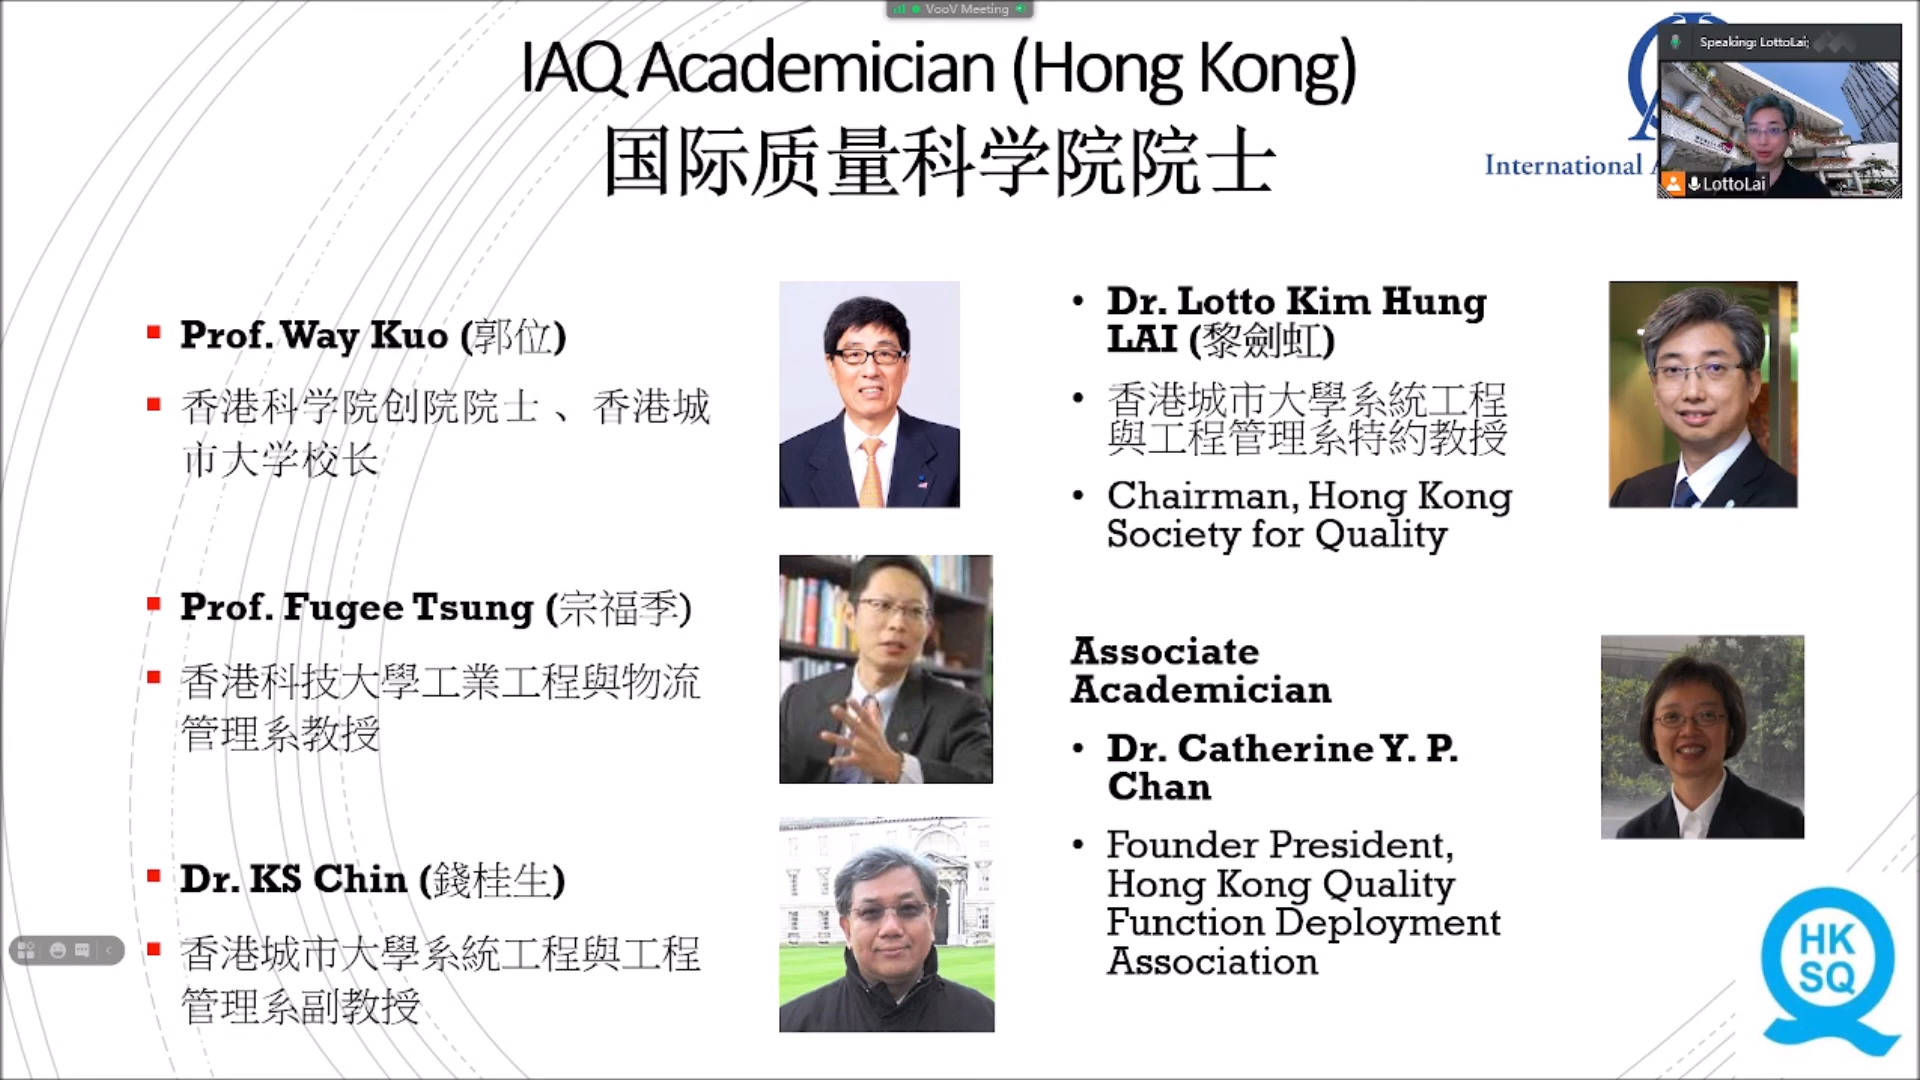 VooV Meeting
IAQ Academician (Hong Kong)
国际质量科学院院士
International A
Speaking: LottoLai;
LottoLai
Prof. Way Kuo (郭位)
香港科学院创院院士 、香港城
市大学校长
Prof. Fugee Tsung (宗福季)
香港科技大學工業工程與物流
管理系教授
Dr. KS Chin (錢桂生)
香港城市大學系統工程與工程
管理系副教授
Dr. Lotto Kim Hung
LAI (黎劍虹)
香港城市大學系統工程
與工程管理系特約教授
Chairman, Hong Kong
Society for Quality
Associate
Academician
Dr. Catherine Y. P.
Chan
Founder President,
Hong Kong Quality
Function Deployment
Association
HK
SQ